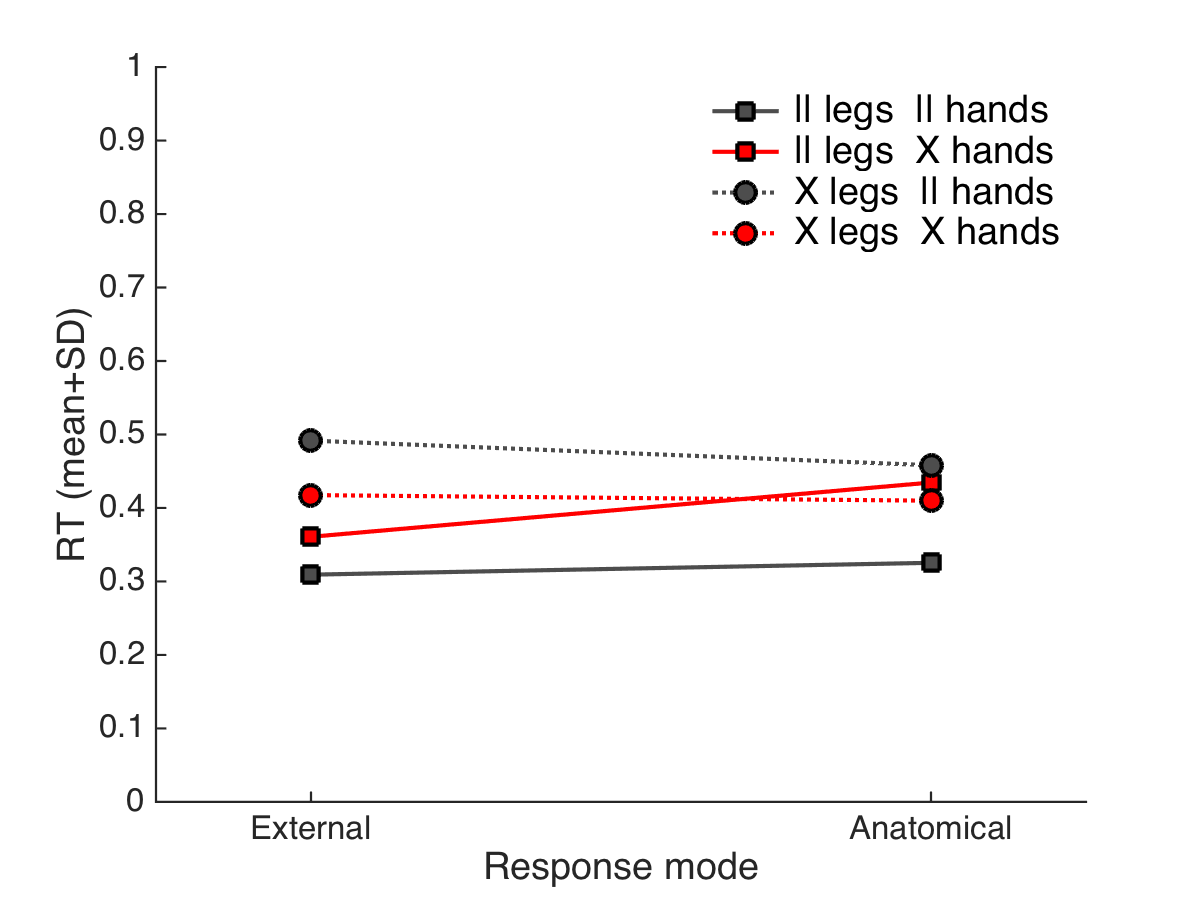 1
0.9
0.8
0.7
0.6
0.5
0.4
0.3
0.2
0.1
0
RT (mean+SD)
ll legs  ll hands
ll legs  X hands
X legs  ll hands
X legs  X hands
External
Anatomical
Response mode